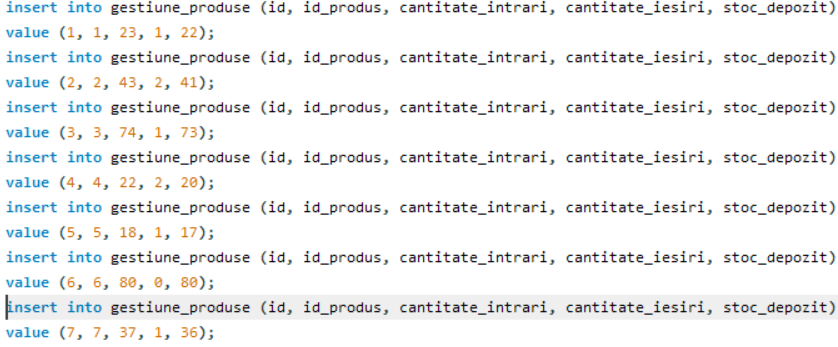 insert into gestiune_produse (id, id_produs, cantitate_intrari, cantitate_iesiri, stoc_depozit)
value (1, 1, 23, 1, 22);
insert into gestiune_produse (id, id_produs, cantitate_intrari, cantitate_iesiri, stoc_depozit)
value (2, 2, 43, 2, 41);
insert into gestiune_produse (id, id_produs, cantitate_intrari, cantitate_iesiri, stoc_depozit)
value (3, 3, 74, 1, 73);
insert into gestiune_produse (id, id_produs, cantitate_intrari, cantitate_iesiri, stoc_depozit)
value (4, 4, 22, 2, 20);
insert into gestiune_produse (id, id_produs, cantitate_intrari, cantitate_iesiri, stoc_depozit)
value (5, 5, 18, 1, 17);
insert into gestiune_produse (id, id_produs, cantitate_intrari, cantitate_iesiri, stoc_depozit)
value (6, 6, 80, 0, 80);
insert into gestiune_produse (id, id_produs, cantitate_intrari, cantitate_iesiri, stoc_depozit)
value (7, 7, 37, 1, 36);